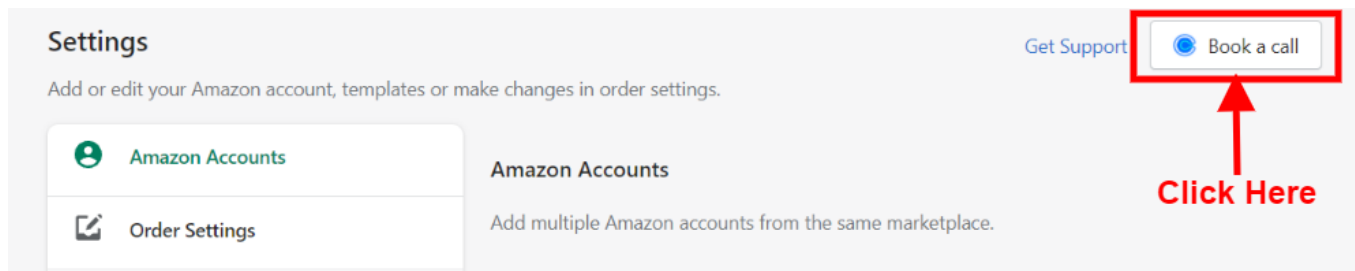 Settings
Get Support
Book a call
Add or edit your Amazon account, templates or make changes in order settings.
Amazon Accounts
Order Settings
Amazon Accounts
Add multiple Amazon accounts from the same marketplace.
Click Here